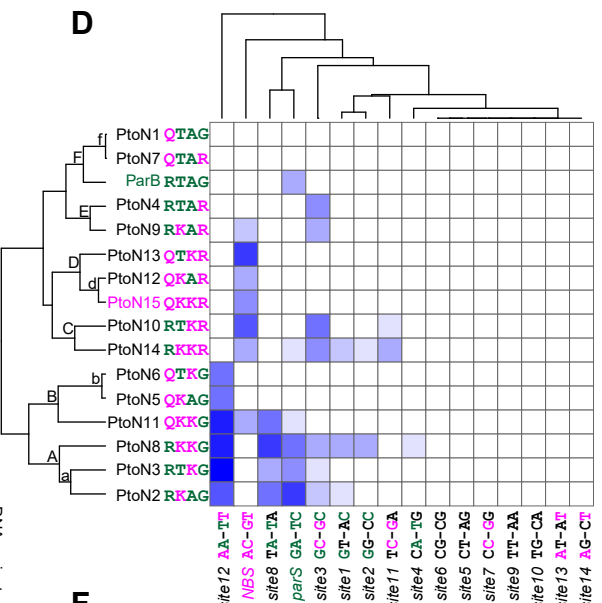 D
PtoN1 QTAG
PtoN7 QTAR
ParB RTAG
PtoN4 RTAR
PtoN9 RKAR
PtoN13 QTKR
PtoN12 QKAR
PtoN15 QKKR
PtoN10 RTKR
PtoN14 RKKR
PtoN6 QTKG
PtoN5 QKAG
PtoN11 QKKG
PtoN8 RKKG
PtoN3 RTKG
PtoN2 RKAG
f
F
E
D
d
C
b
B
A
a
site12 AA-TT
NBS AC-GT
site8 TA-TA
parS GA-TC
site3 GC-GC
site1 GT-AC
site2 GG-CC
site11 TC-GA
site4 CA-TG
site6 CG-CG
site5 CT-AG
site7 CC-GG
site9 TT-AA
site10 TG-CA
site13 AT-AT
site14 AG-CT